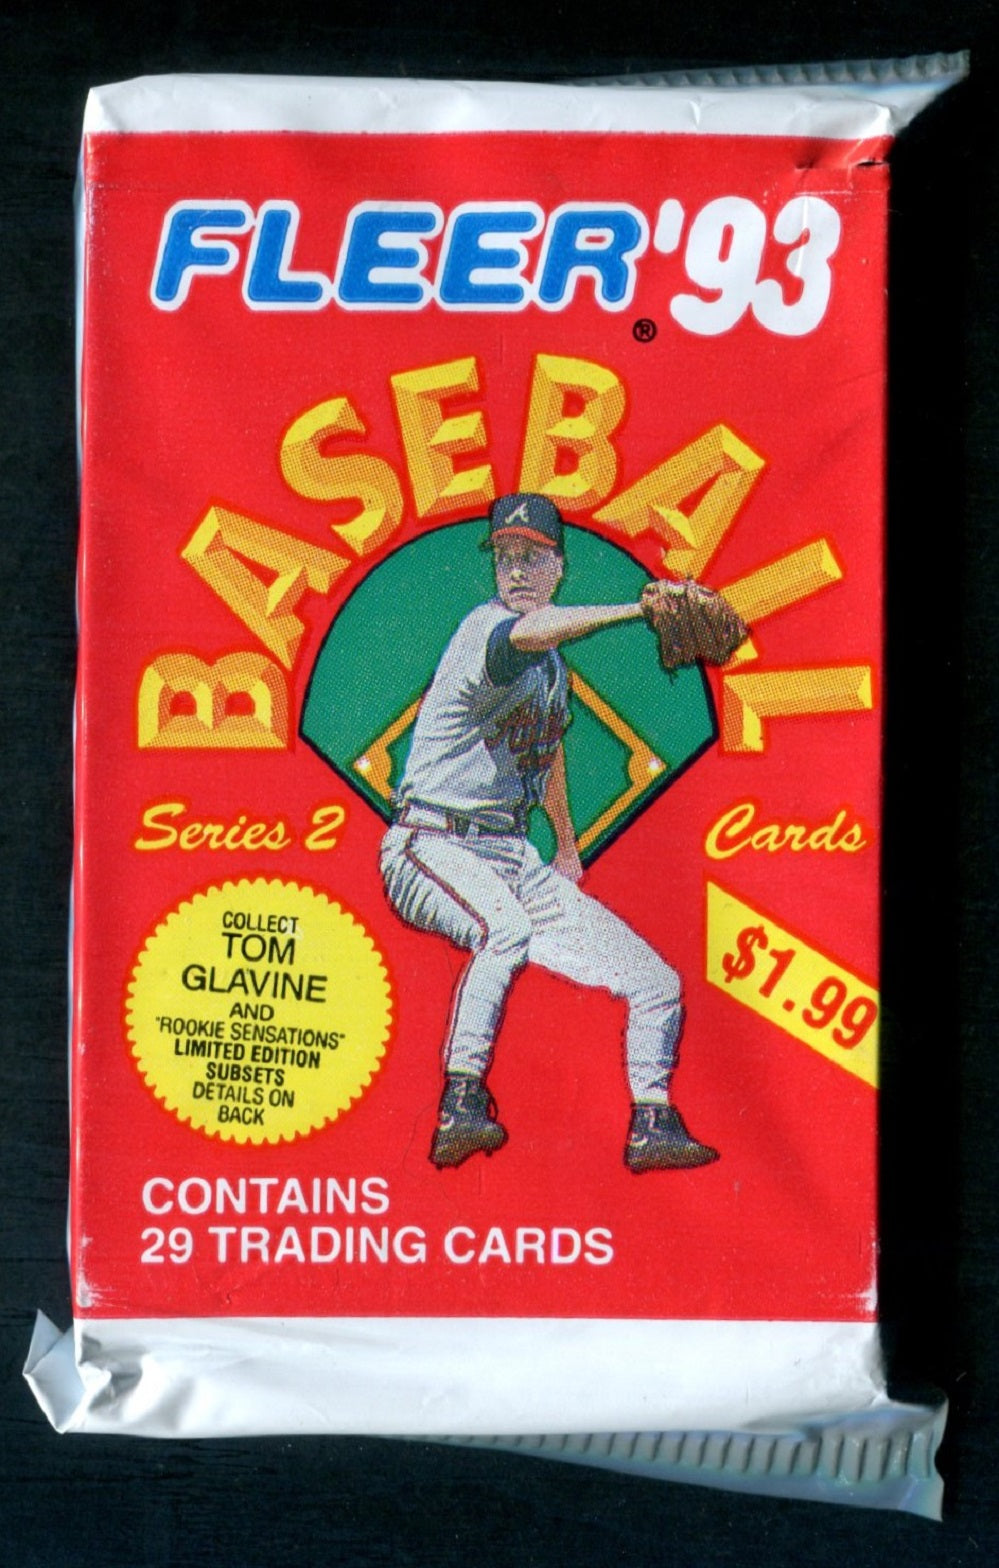 FLEER'93
®
BASEBALL
Series 2
Cards
$1.99
COLLECT
TOM
GLAVINE
AND
"ROOKIE SENSATIONS"
LIMITED EDITION
SUBSETS
DETAILS ON
BACK
CONTAINS
29 TRADING CARDS